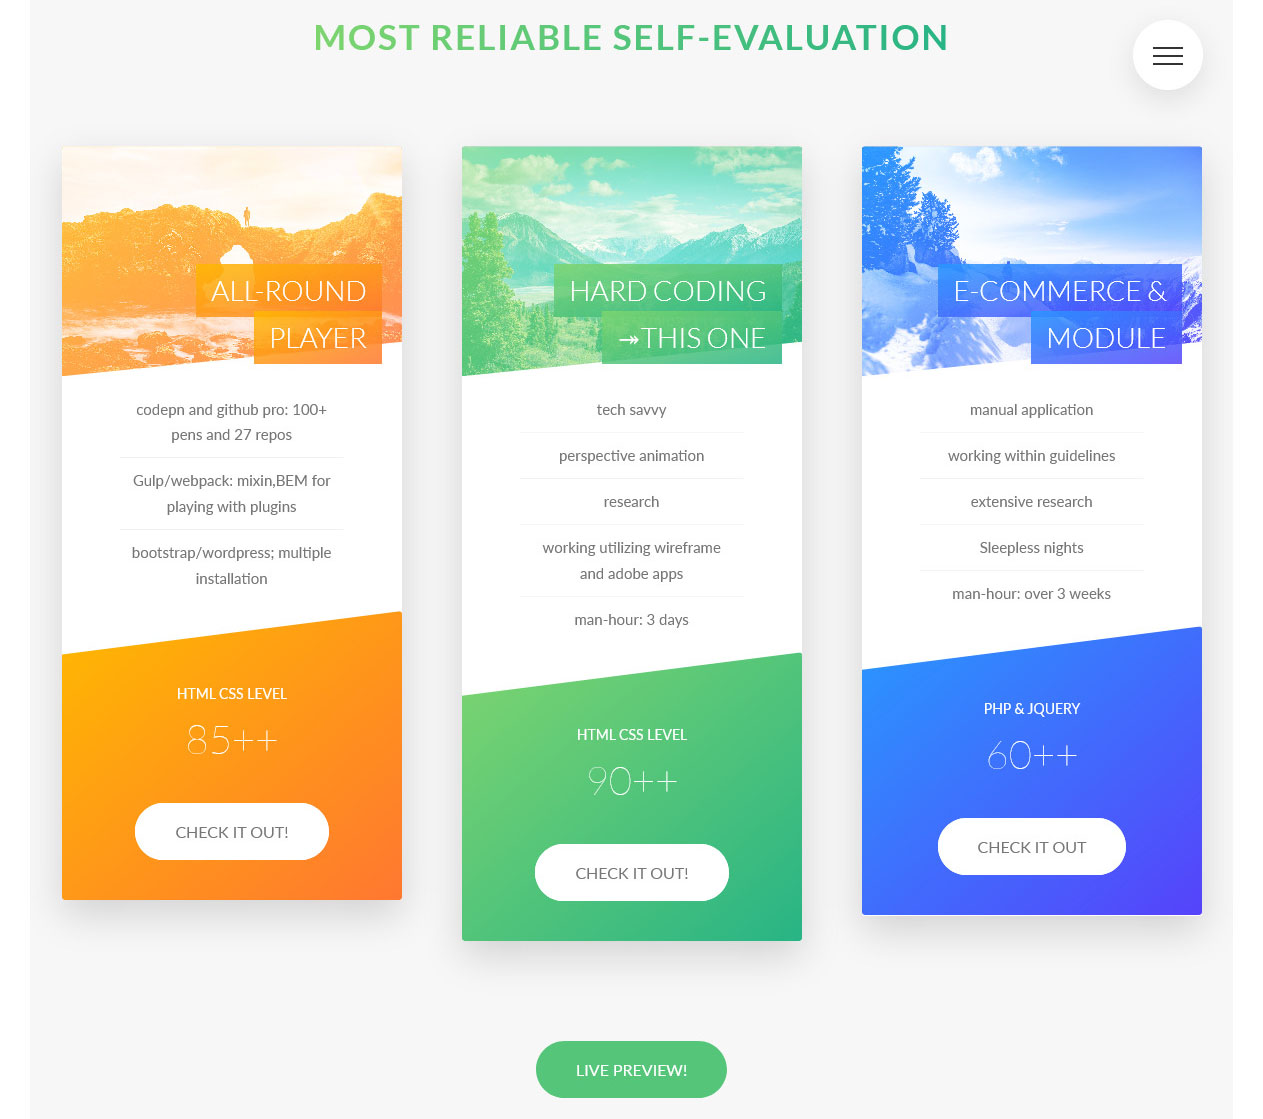 MOST RELIABLE SELF-EVALUATION
ALL-ROUND
PLAYER
codepn and github pro: 100+
pens and 27 repos
Gulp/webpack: mixin,BEM for
playing with plugins
bootstrap/wordpress; multiple
installation
HTML CSS LEVEL
85++
CHECK IT OUT!
HARD CODING
↠THIS ONE
tech savvy
perspective animation
research
working utilizing wireframe
and adobe apps
man-hour: 3 days
HTML CSS LEVEL
90++
CHECK IT OUT!
E-COMMERCE &
MODULE
manual application
working within guidelines
extensive research
Sleepless nights
man-hour: over 3 weeks
PHP & JQUERY
60++
CHECK IT OUT
LIVE PREVIEW!